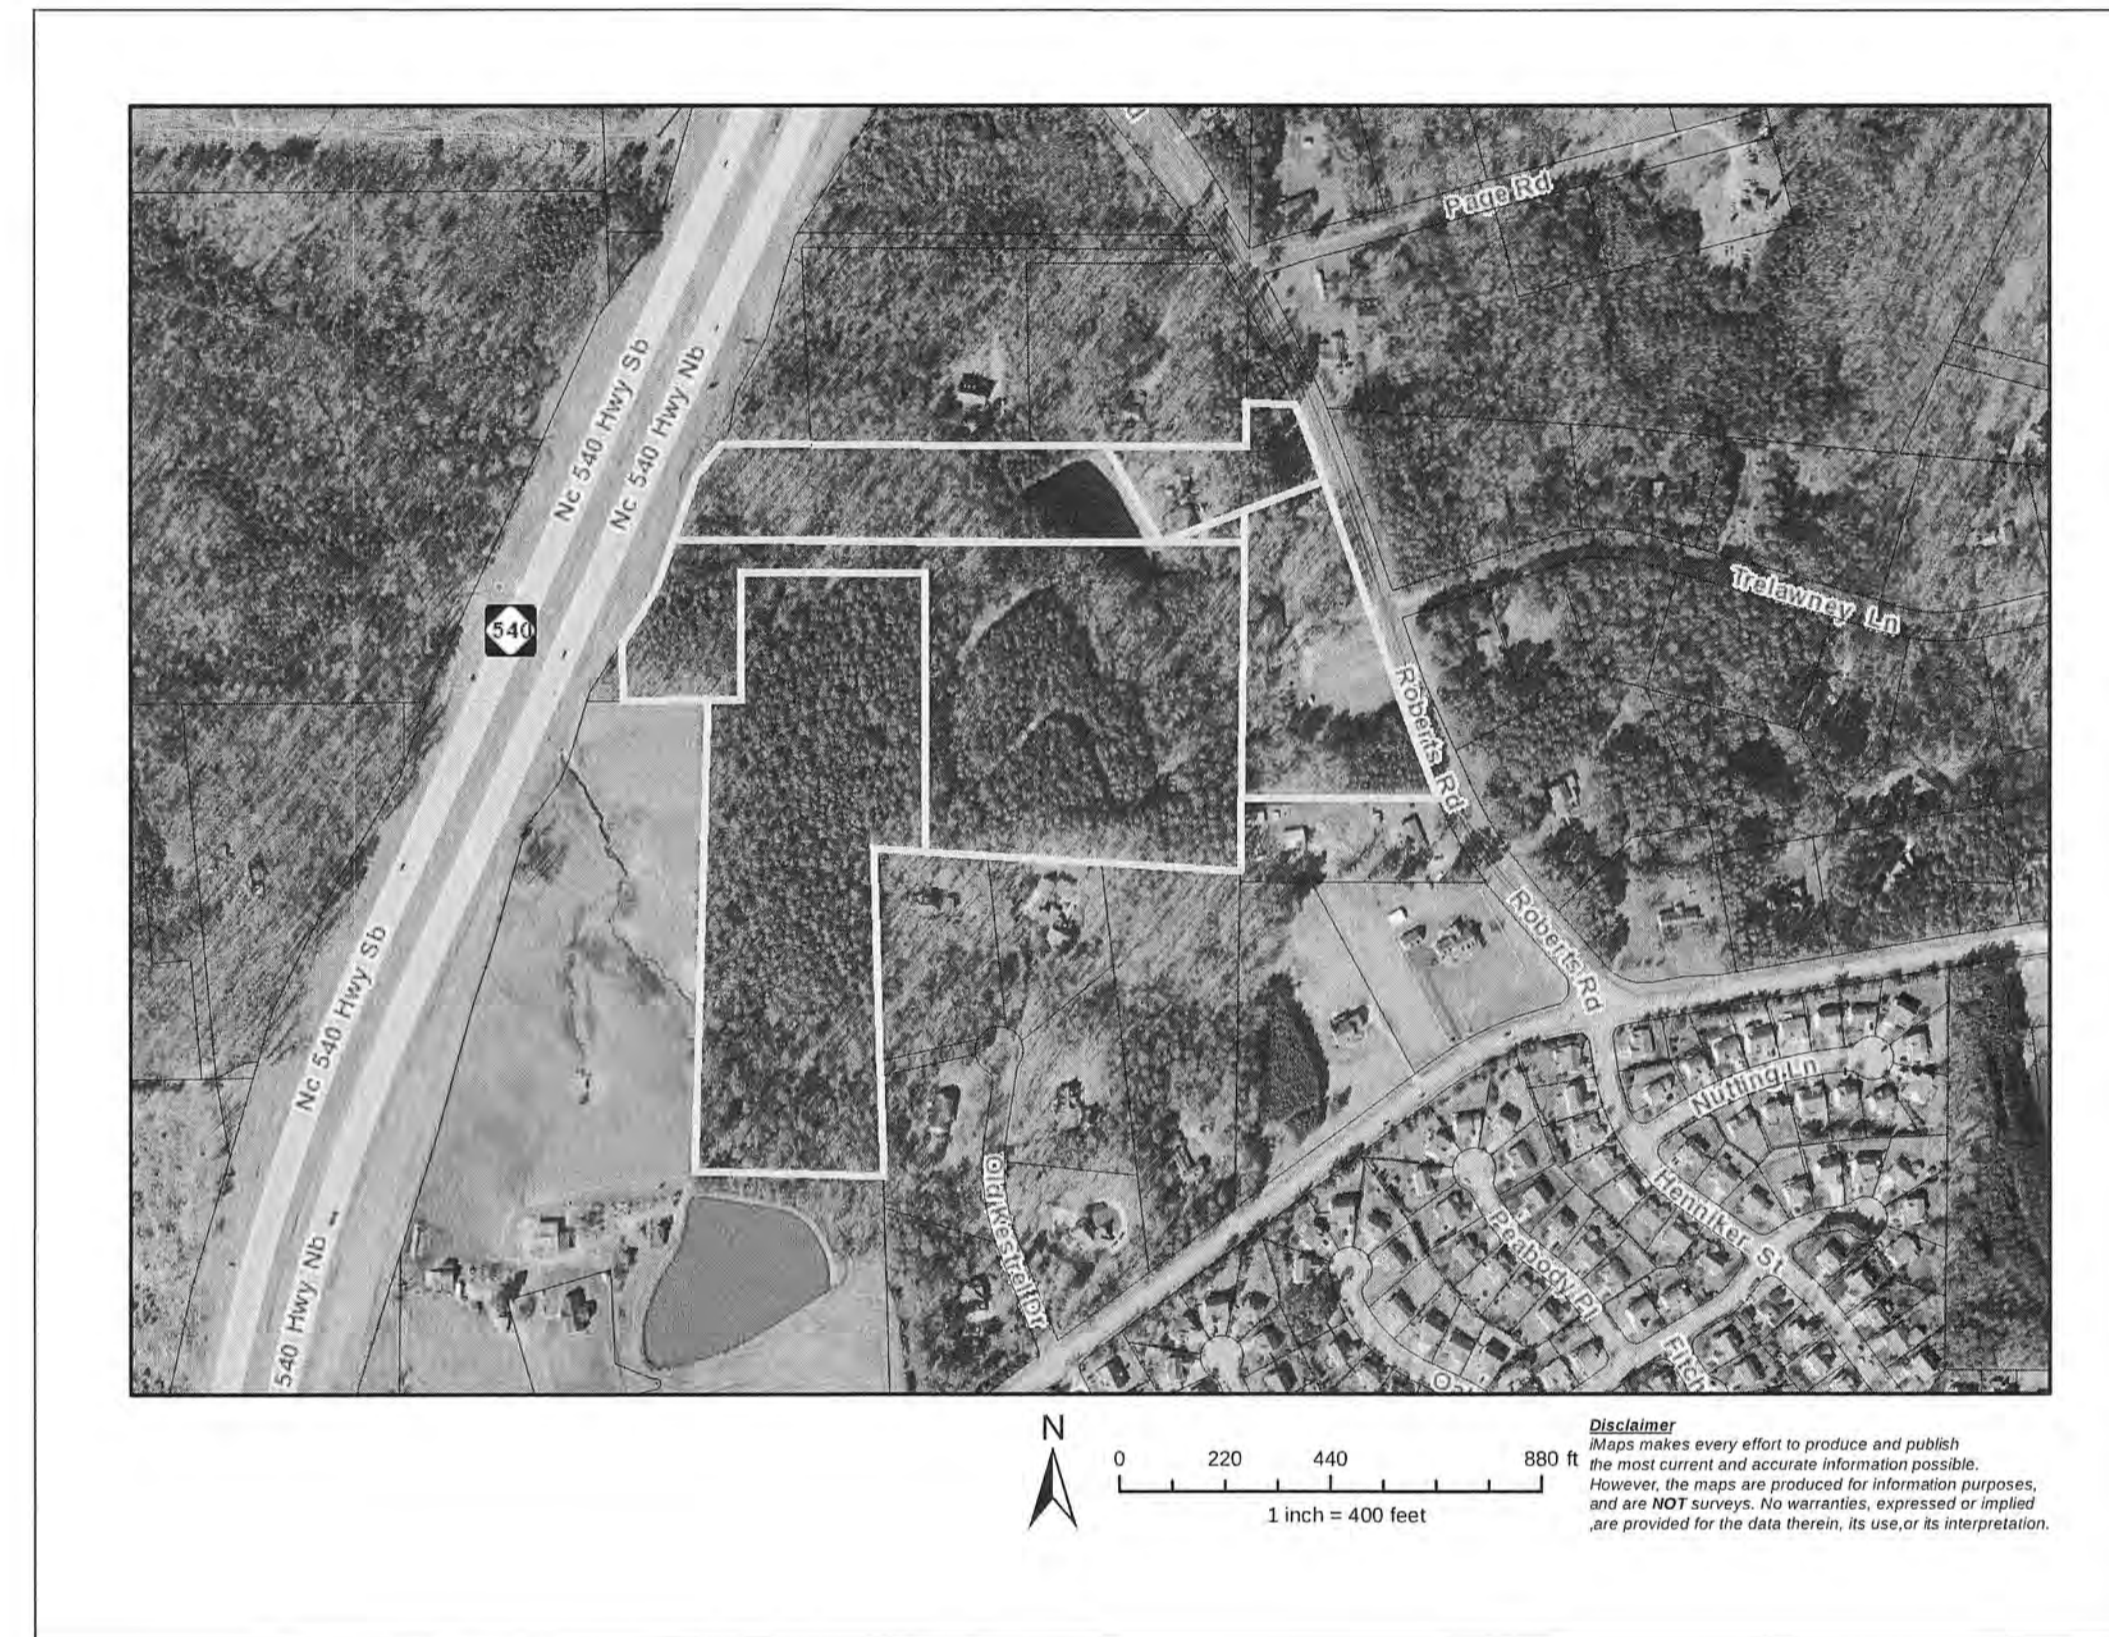 Page Rd
Nc 540 Hwy Sb
Nc 540 Hwy Nb
540
Trelawney Ln
Roberts Rd
Roberts Rd
Nc 540 Hwy Sb
Nutting Ln
Henniker St
Old Kestrel Dr
Peabody Pl
540 Hwy Nb
Fitch
N
0 220 440 880 ft
1 inch = 400 feet
Disclaimer
iMaps makes every effort to produce and publish
the most current and accurate information possible.
However, the maps are produced for information purposes,
and are NOT surveys. No warranties, expressed or implied
,are provided for the data therein, its use,or its interpretation.